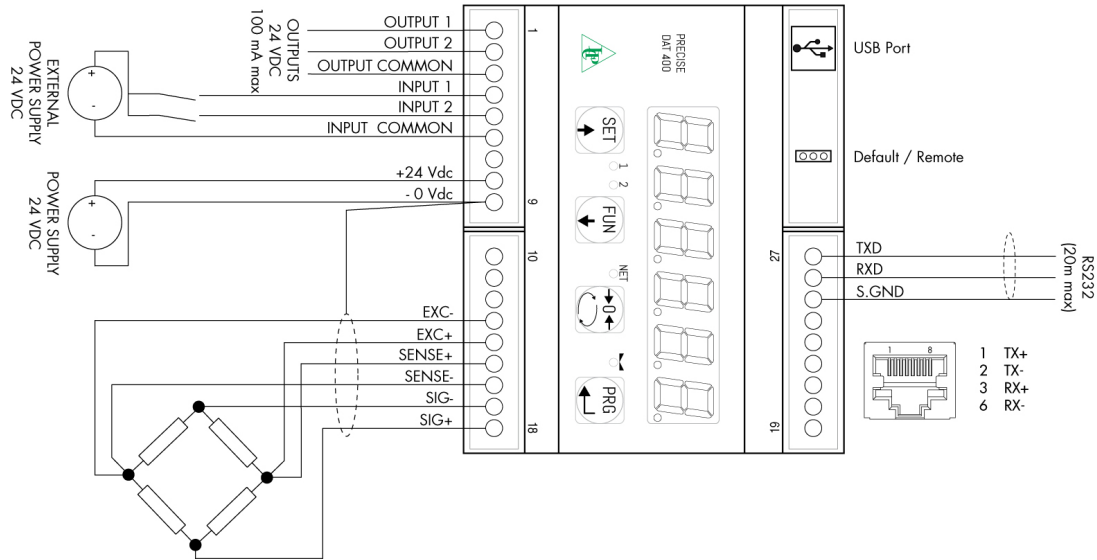 OUTPUTS
24 VDC
100 mA max
OUTPUT 1
OUTPUT 2
OUTPUT COMMON
INPUT 1
INPUT 2
INPUT COMMON
+24 Vdc
- 0 Vdc
EXTERNAL
POWER SUPPLY
24 VDC
+
-
POWER SUPPLY
24 VDC
+
-
EXC-
EXC+
SENSE+
SENSE-
SIG-
SIG+
1
9
10
18
PRECISE
DAT 400
SET
1
2
FUN
NET
0
PRG
27
19
USB Port
Default / Remote
TXD
RXD
S.GND
RS232
(20m max)
1 8
1 TX+
2 TX-
3 RX+
6 RX-